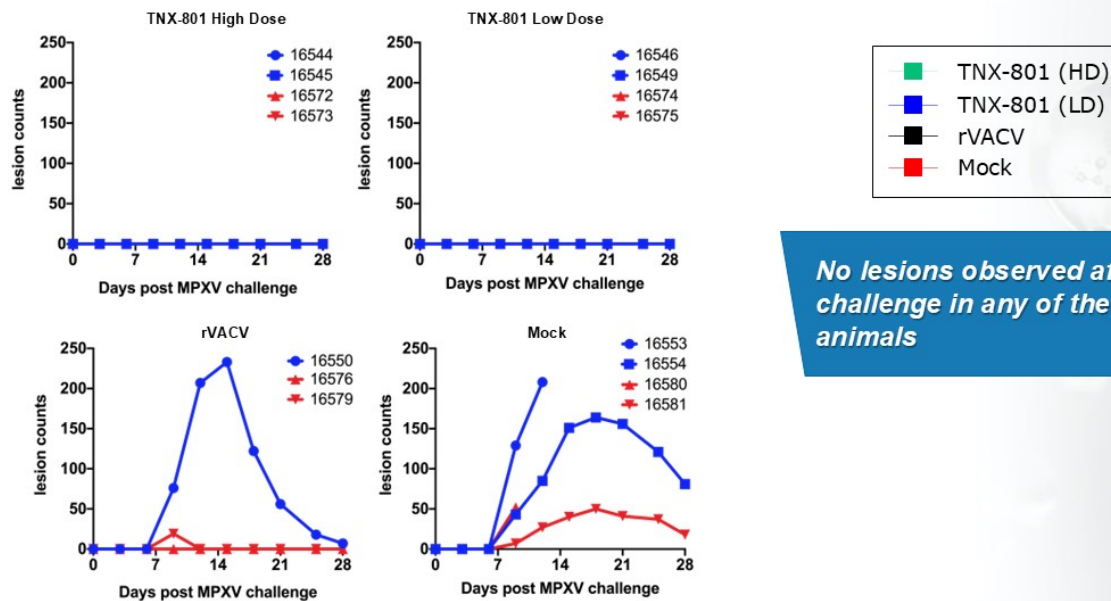 TNX-801 High Dose
250
200
150
100
50
0
lesion counts
0 7 14 21 28
Days post MPXV challenge
16544
16545
16572
16573
TNX-801 Low Dose
250
200
150
100
50
0
lesion counts
0 7 14 21 28
Days post MPXV challenge
16546
16549
16574
16575
TNX-801 (HD)
TNX-801 (LD)
rVACV
Mock
No lesions observed af
challenge in any of the
animals
rVACV
250
200
150
100
50
0
lesion counts
0 7 14 21 28
Days post MPXV challenge
16550
16576
16579
Mock
250
200
150
100
50
0
lesion counts
0 7 14 21 28
Days post MPXV challenge
16553
16554
16580
16581